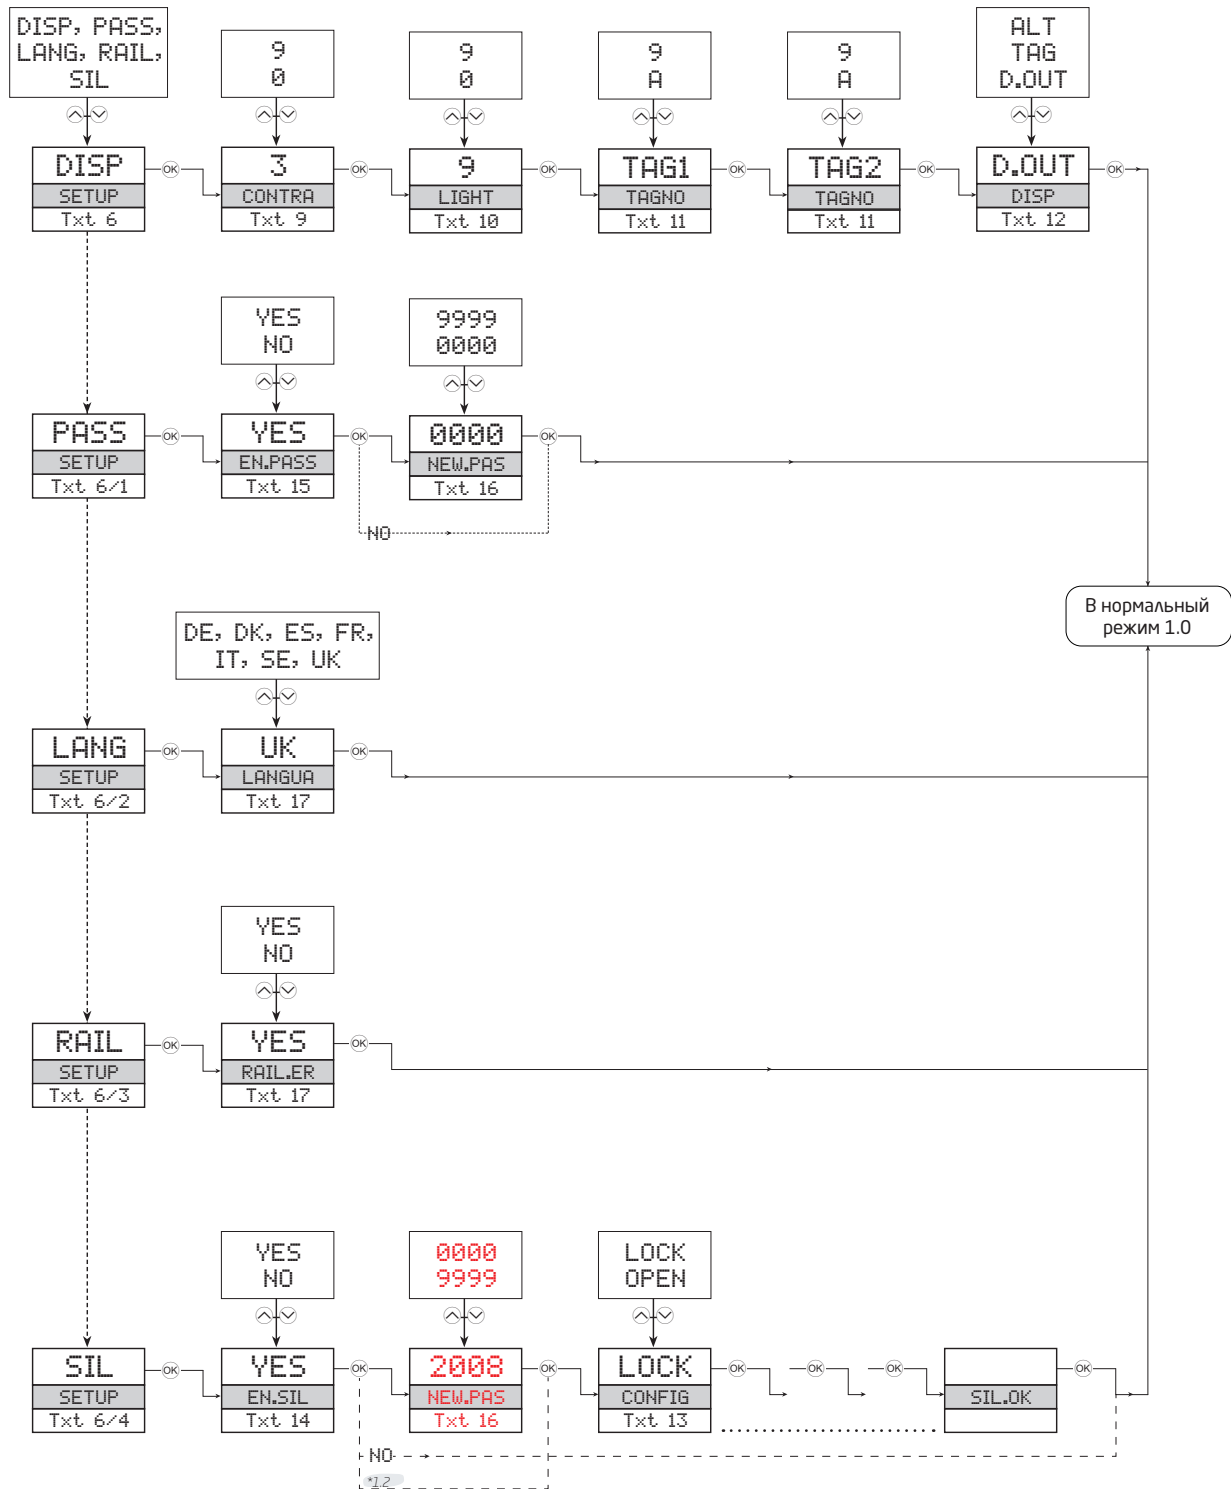 DISP, PASS,
LANG, RAIL,
SIL
9
0
9
0
9
A
9
A
ALT
TAG
D.OUT
DISP
SETUP
Txt 6
OK
3
CONTRA
Txt 9
OK
9
LIGHT
Txt 10
OK
TAG1
TAGNO
Txt 11
OK
TAG2
TAGNO
Txt 11
OK
D.OUT
DISP
Txt 12
OK
YES
NO
9999
0000
PASS
SETUP
Txt 6/1
OK
YES
EN.PASS
Txt 15
OK
0000
NEW.PAS
Txt 16
OK
NO
В нормальный
режим 1.0
DE, DK, ES, FR,
IT, SE, UK
LANG
SETUP
Txt 6/2
OK
UK
LANGUA
Txt 17
OK
YES
NO
RAIL
SETUP
Txt 6/3
OK
YES
RAIL.ER
Txt 17
OK
YES
NO
0000
9999
LOCK
OPEN
SIL
SETUP
Txt 6/4
OK
YES
EN.SIL
Txt 14
OK
2008
NEW.PAS
Txt 16
OK
LOCK
CONFIG
Txt 13
OK
OK
OK
SIL.OK
OK
NO
*1.2